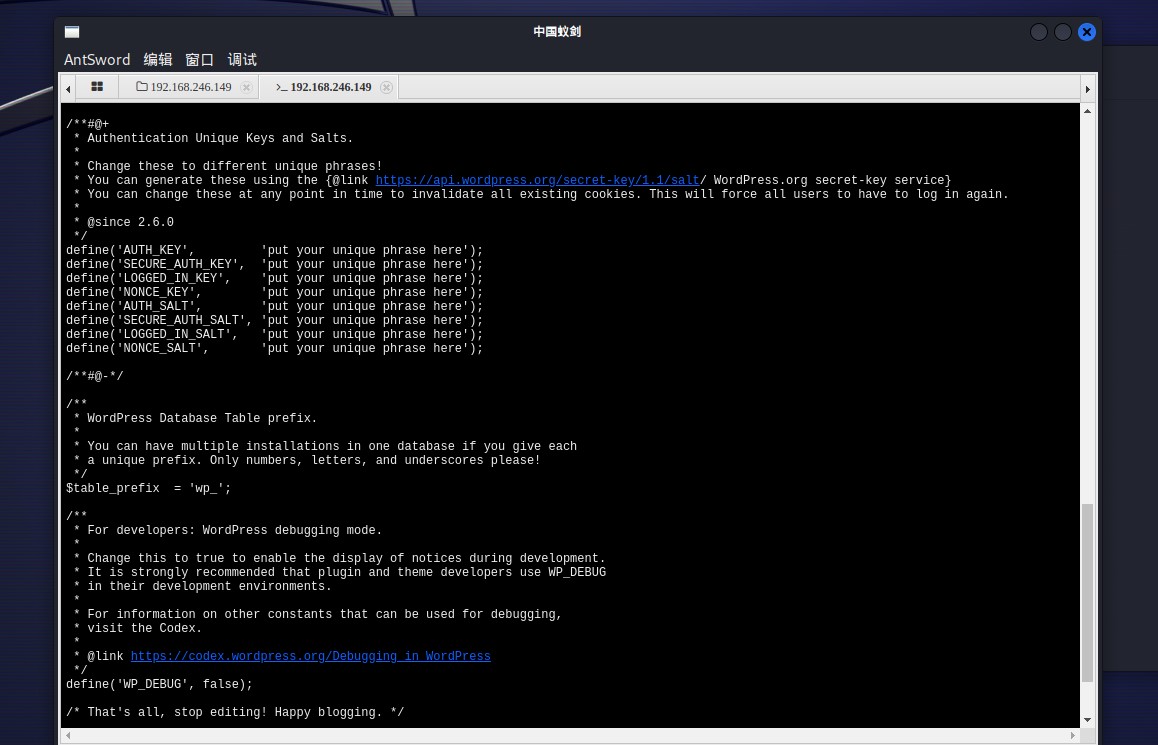 中国蚁剑
AntSword 编辑 窗口 调试
192.168.246.149 >_ 192.168.246.149
/**#@+
 * Authentication Unique Keys and Salts.
 *
 * Change these to different unique phrases!
 * You can generate these using the {@link https://api.wordpress.org/secret-key/1.1/salt/ WordPress.org secret-key service}
 * You can change these at any point in time to invalidate all existing cookies. This will force all users to have to log in again.
 *
 * @since 2.6.0
 */
define('AUTH_KEY',         'put your unique phrase here');
define('SECURE_AUTH_KEY',  'put your unique phrase here');
define('LOGGED_IN_KEY',    'put your unique phrase here');
define('NONCE_KEY',        'put your unique phrase here');
define('AUTH_SALT',        'put your unique phrase here');
define('SECURE_AUTH_SALT', 'put your unique phrase here');
define('LOGGED_IN_SALT',   'put your unique phrase here');
define('NONCE_SALT',       'put your unique phrase here');
/**#@-*/
/**
 * WordPress Database Table prefix.
 *
 * You can have multiple installations in one database if you give each
 * a unique prefix. Only numbers, letters, and underscores please!
 */
$table_prefix  = 'wp_';
/**
 * For developers: WordPress debugging mode.
 *
 * Change this to true to enable the display of notices during development.
 * It is strongly recommended that plugin and theme developers use WP_DEBUG
 * in their development environments.
 *
 * For information on other constants that can be used for debugging,
 * visit the Codex.
 *
 * @link https://codex.wordpress.org/Debugging_in_WordPress
 */
define('WP_DEBUG', false);
/* That's all, stop editing! Happy blogging. */